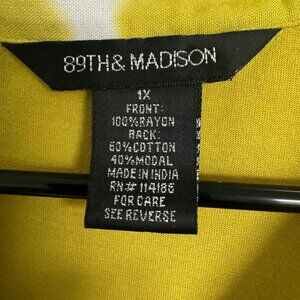 89TH & MADISON
1X
FRONT:
100%RAYON
BACK:
60%COTTON
40%MODAL
MADE IN INDIA
RN# 114186
FOR CARE
SEE REVERSE